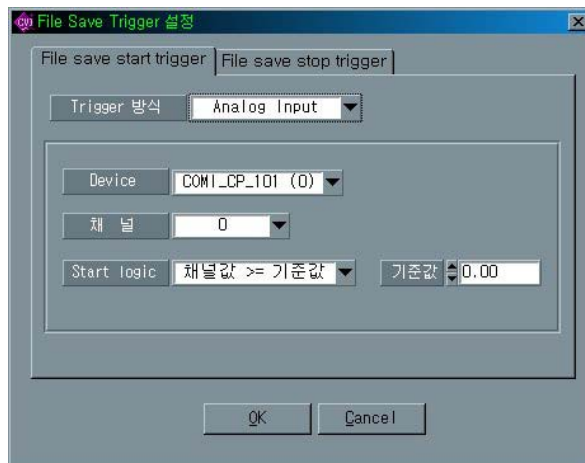 CVI File Save Trigger 설정
File save start trigger File save stop trigger
Trigger 방식 Analog Input
Device COMI_CP_101 (0)
채 널 0
Start logic 채널값 >= 기준값 기준값 0.00
OK Cancel